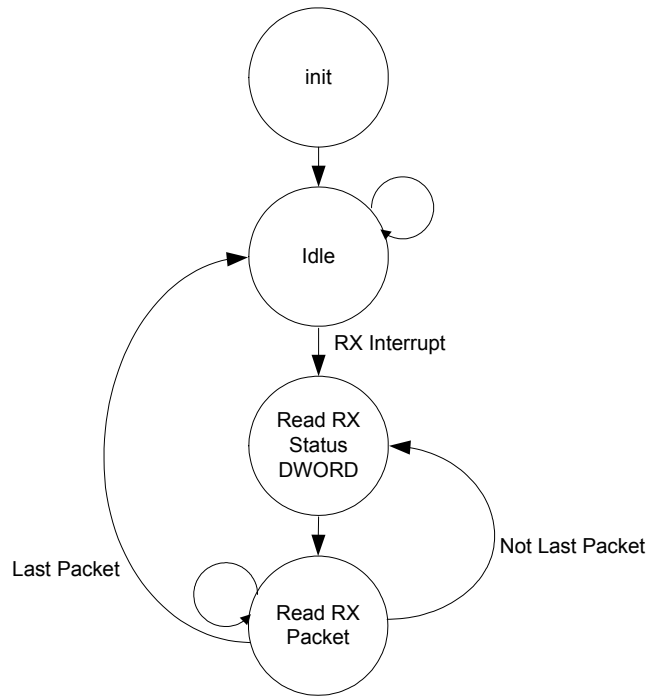 init
Idle
RX Interrupt
Read RX
Status
DWORD
Not Last Packet
Last Packet
Read RX
Packet